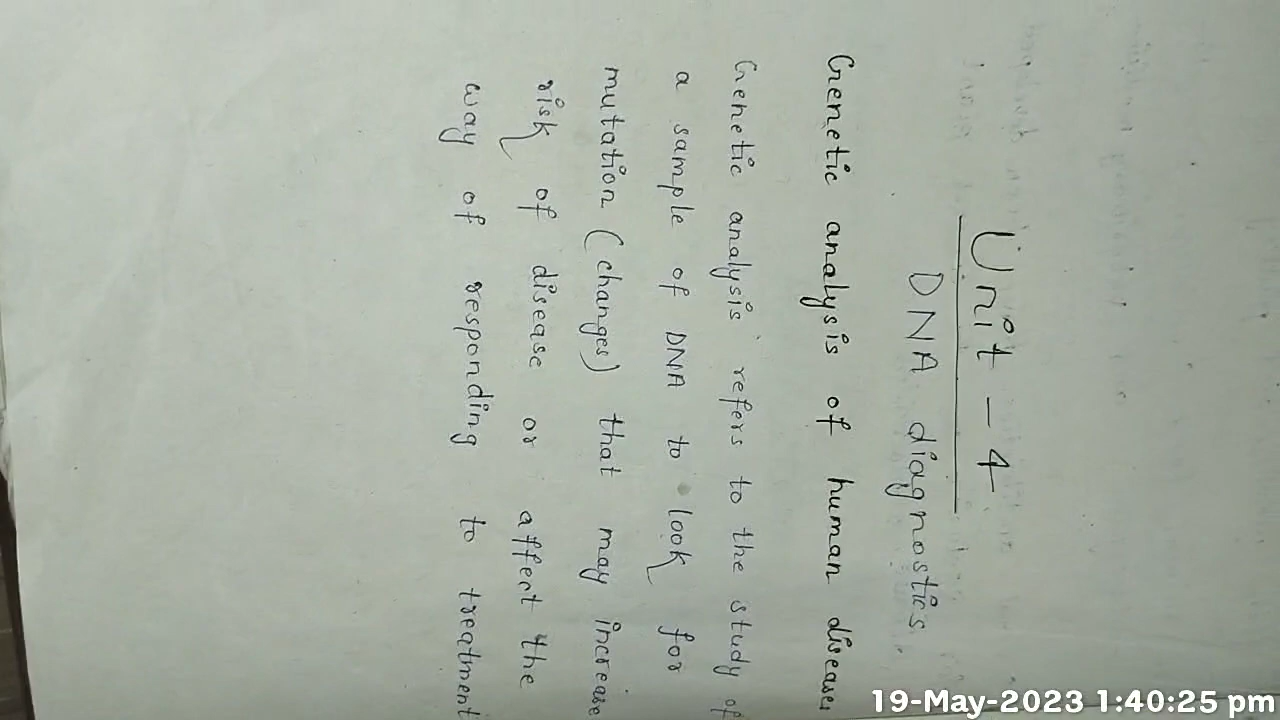 Unit - 4
DNA diagnostics
Genetic analysis of human diseases
Genetic analysis refers to the study of
a sample of DNA to look for
mutation (changes) that may increase
risk of disease or affect the
way of responding to treatment
19-May-2023 1:40:25 pm